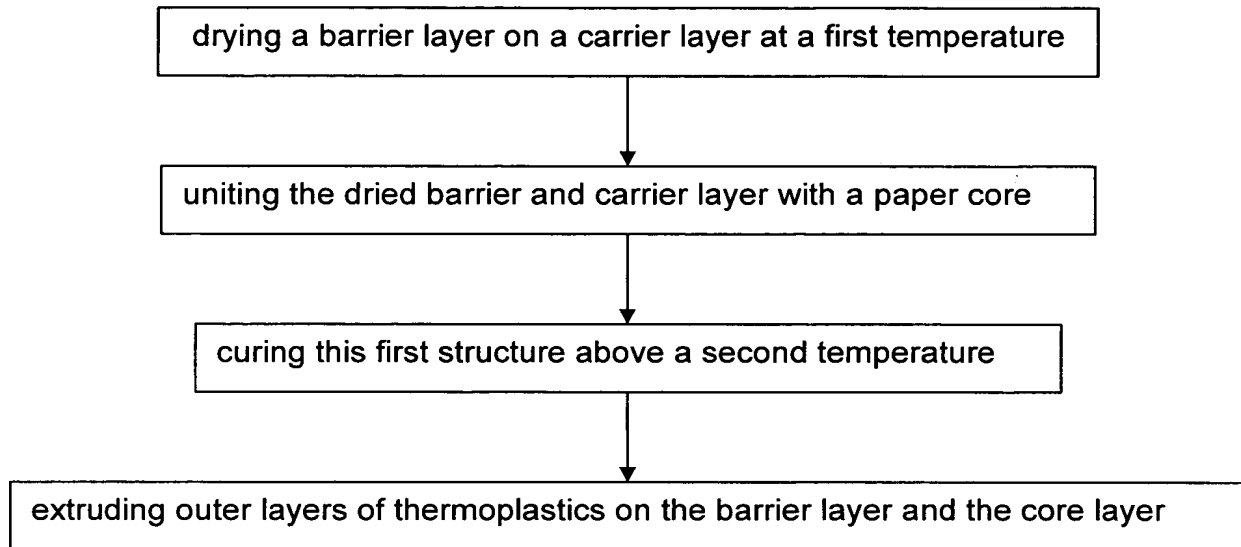 drying a barrier layer on a carrier layer at a first temperature
uniting the dried barrier and carrier layer with a paper core
curing this first structure above a second temperature
extruding outer layers of thermoplastics on the barrier layer and the core layer